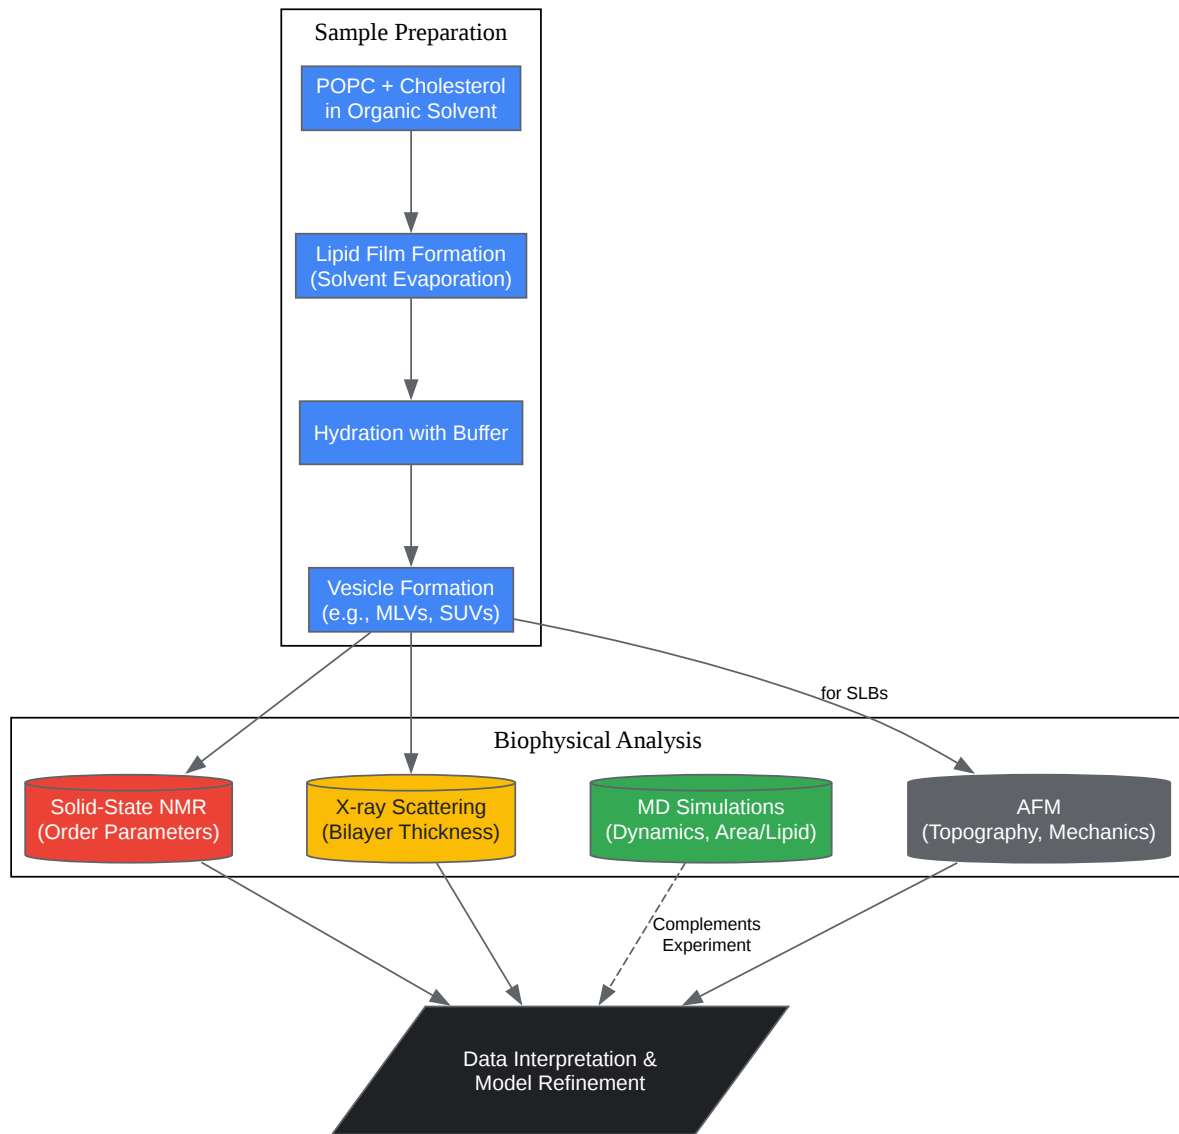 Sample Preparation
POPC + Cholesterol
in Organic Solvent
Lipid Film Formation
(Solvent Evaporation)
Hydration with Buffer
Vesicle Formation
(e.g., MLVs, SUVs)
for SLBs
Biophysical Analysis
Solid-State NMR
(Order Parameters)
X-ray Scattering
(Bilayer Thickness)
MD Simulations
(Dynamics, Area/Lipid)
AFM
(Topography, Mechanics)
Complements
Experiment
Data Interpretation &
Model Refinement